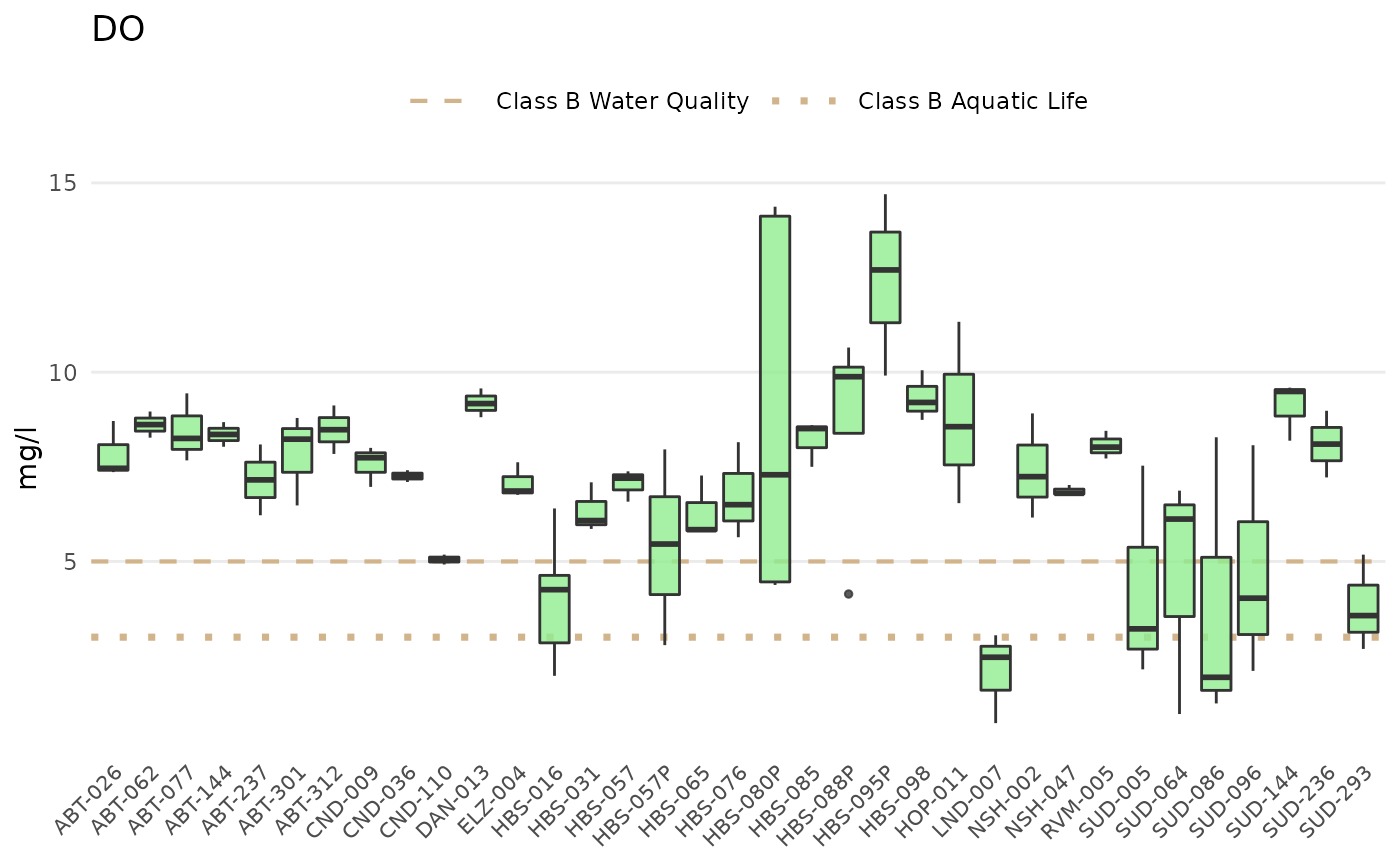 DO
Class B Water Quality Class B Aquatic Life
15
10
5
mg/l
ABT-026
ABT-062
ABT-077
ABT-144
ABT-237
ABT-301
ABT-312
CND-009
CND-036
CND-110
DAN-013
ELZ-004
HBS-016
HBS-031
HBS-057
HBS-057P
HBS-065
HBS-076
HBS-080P
HBS-085
HBS-088P
HBS-095P
HBS-098
HOP-011
LND-007
NSH-002
NSH-047
RVM-005
SUD-005
SUD-064
SUD-086
SUD-096
SUD-144
SUD-236
SUD-293